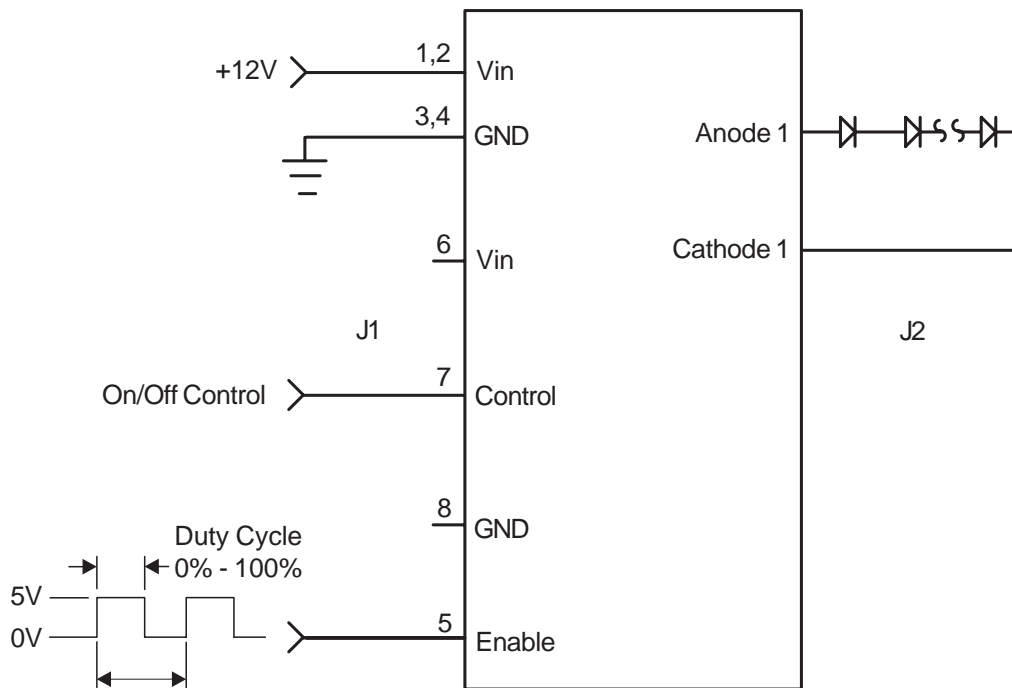 +12V
1,2
Vin
3,4
GND
Anode 1
6
Vin
Cathode 1
J1
J2
On/Off Control
7
Control
8
GND
Duty Cycle
0% - 100%
5V
0V
5
Enable